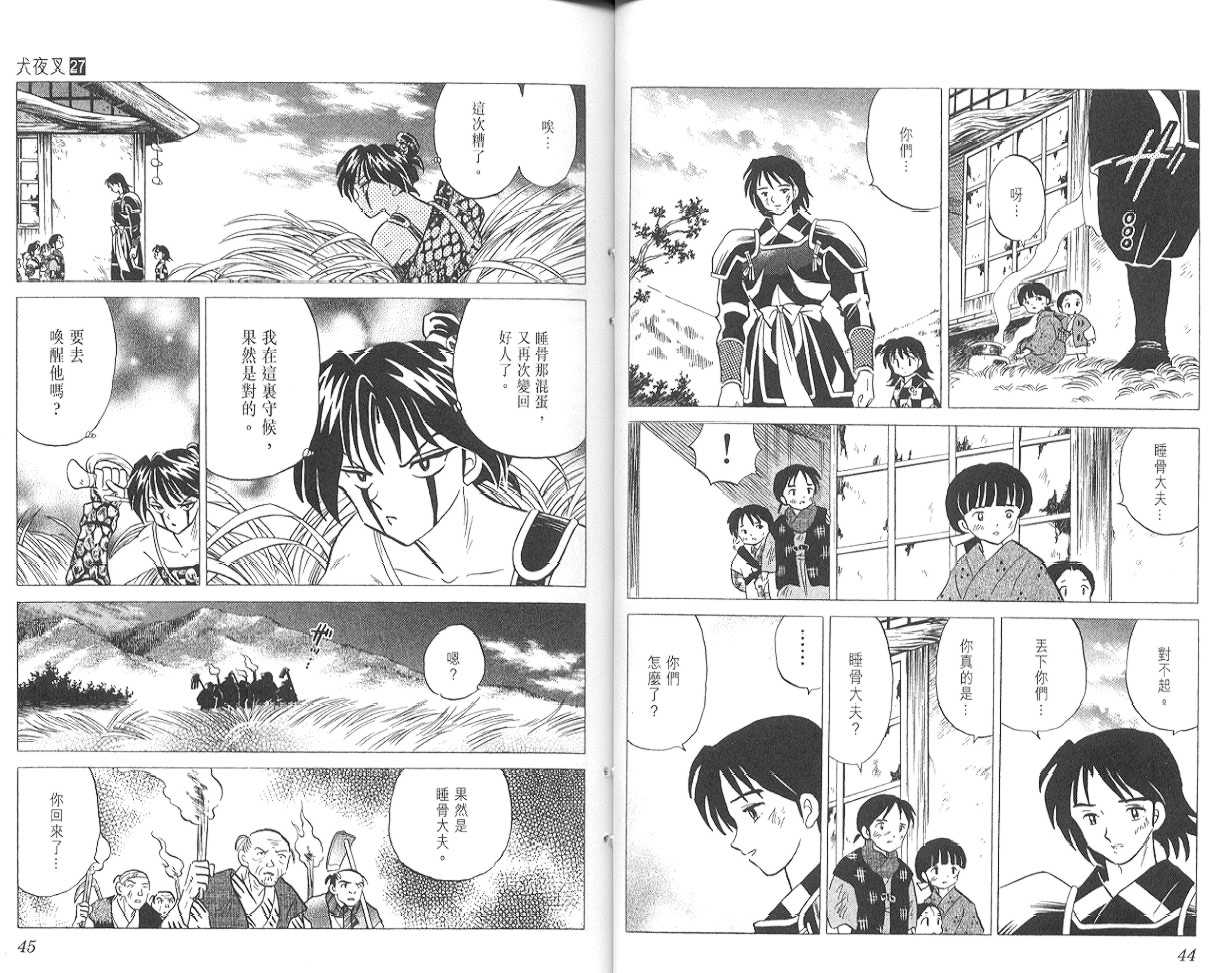 呀…
你們…
睡骨大夫…
！
對不起。
丟下你們…
你真的是…
睡骨大夫？
……
你們
怎麼了？
44
犬夜叉27
唉…
這次糟了。
睡骨那混蛋，
又再次變回
好人了。
我在這裏守候，
果然是對的。
要去
喚醒他嗎？
嗯？
ザッ…
果然是
睡骨大夫。
你回來了…
45